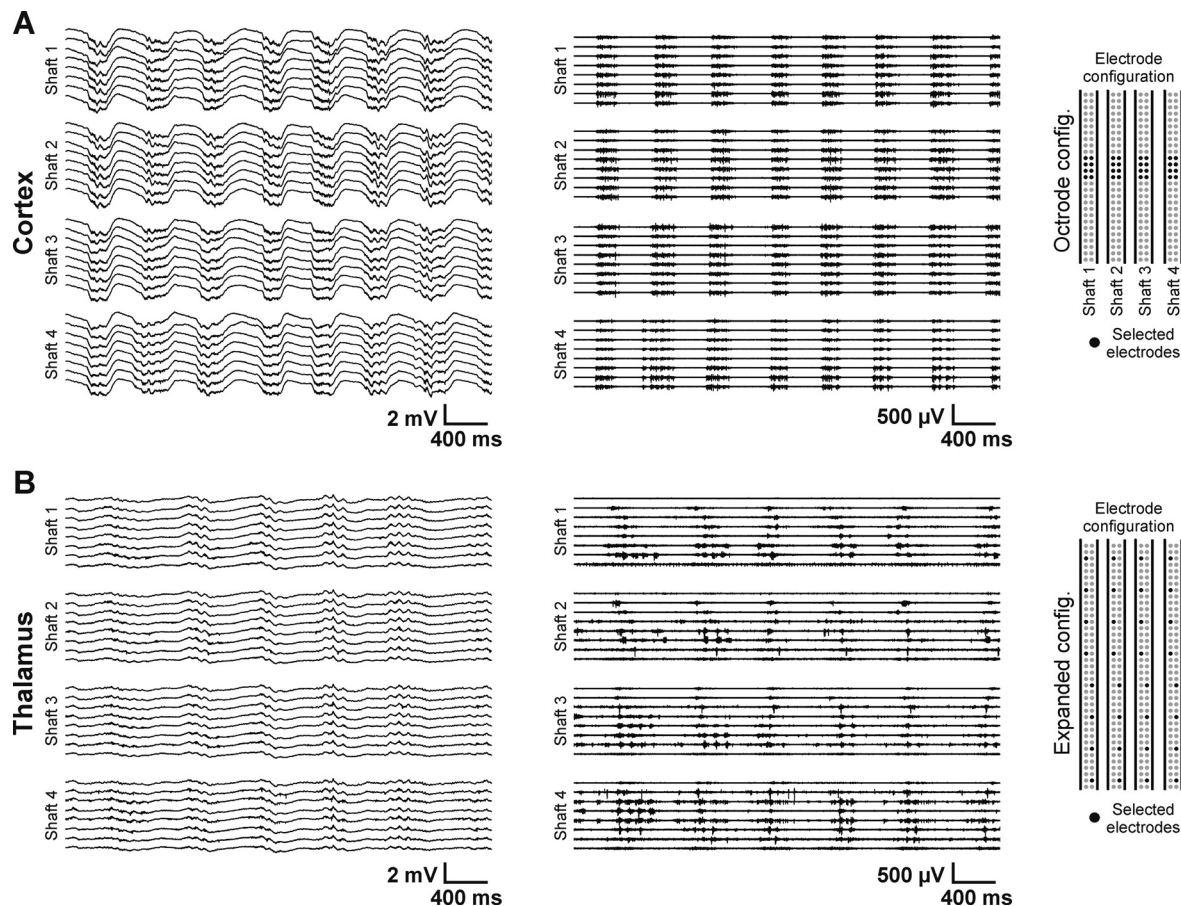 A
Cortex
Shaft 1
Shaft 2
Shaft 3
Shaft 4
2 mV
400 ms
Shaft 1
Shaft 2
Shaft 3
Shaft 4
500 µV
400 ms
Electrode
configuration
Octrode config.
Shaft 1
Shaft 2
Shaft 3
Shaft 4
Selected
electrodes
B
Thalamus
Shaft 1
Shaft 2
Shaft 3
Shaft 4
2 mV
400 ms
Shaft 1
Shaft 2
Shaft 3
Shaft 4
500 µV
400 ms
Electrode
configuration
Expanded config.
Selected
electrodes